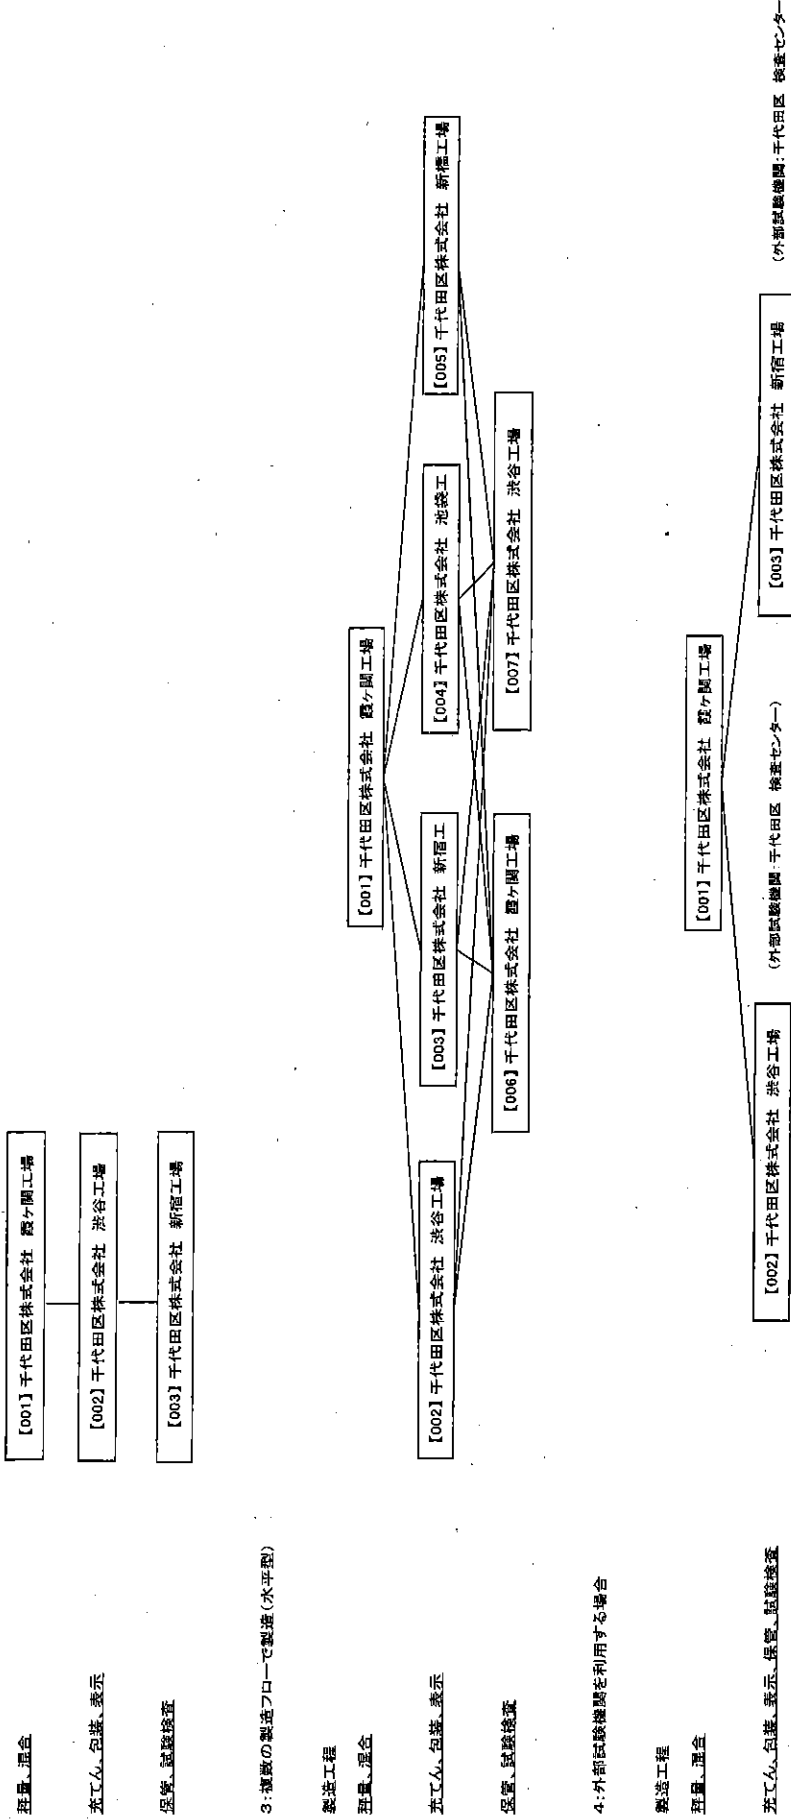 秤量、混合
【001】千代田区株式会社 霞ヶ関工場
充てん、包装、表示
【002】千代田区株式会社 渋谷工場
保管、試験検査
【003】千代田区株式会社 新宿工場
3:複数の製造フローで製造(水平型)
製造工程
秤量、混合
【001】千代田区株式会社 霞ヶ関工場
充てん、包装、表示
【002】千代田区株式会社 渋谷工場
【003】千代田区株式会社 新宿工
【004】千代田区株式会社 池袋工
【005】千代田区株式会社 新橋工場
保管、試験検査
【006】千代田区株式会社 霞ヶ関工場
【007】千代田区株式会社 渋谷工場
4:外部試験機関を利用する場合
製造工程
秤量、混合
【001】千代田区株式会社 霞ヶ関工場
充てん、包装、表示、保管、試験検査
【002】千代田区株式会社 渋谷工場
(外部試験機関:千代田区 検査センター)
【003】千代田区株式会社 新宿工場
(外部試験機関:千代田区 検査センター